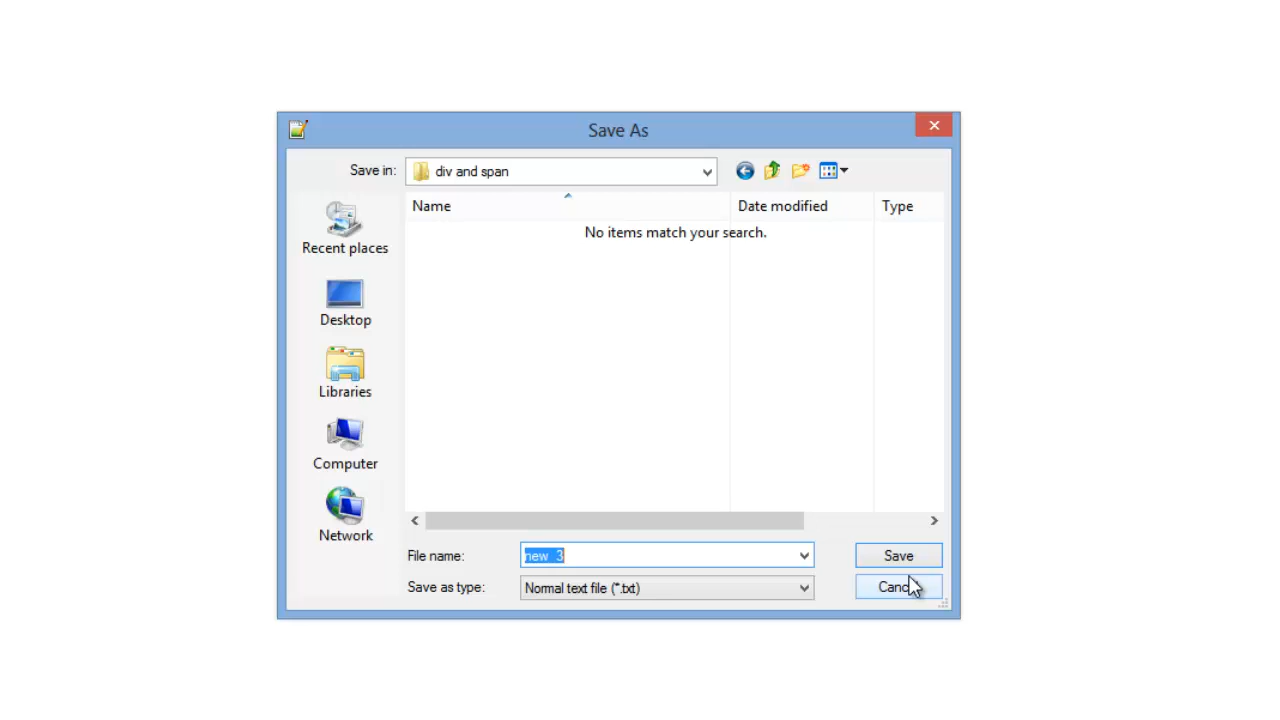 Save As
Save in: div and span
Name Date modified Type
No items match your search.
Recent places
Desktop
Libraries
Computer
Network
File name: new 3 Save
Save as type: Normal text file (*.txt)